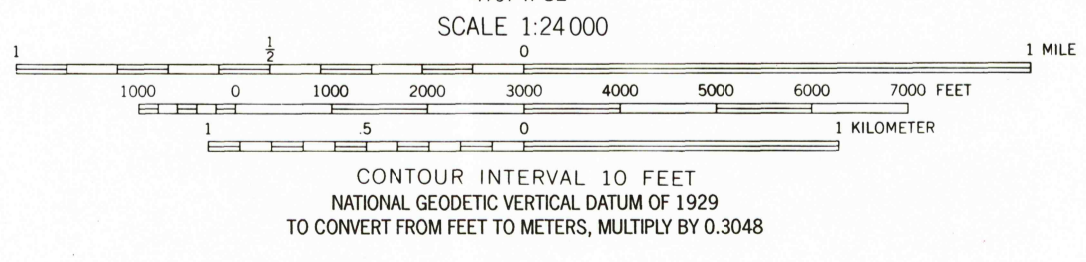 SCALE 1:24 000
1 1/2 0 1 MILE
1000 0 1000 2000 3000 4000 5000 6000 7000 FEET
1 .5 0 1 KILOMETER
CONTOUR INTERVAL 10 FEET
NATIONAL GEODETIC VERTICAL DATUM OF 1929
TO CONVERT FROM FEET TO METERS, MULTIPLY BY 0.3048